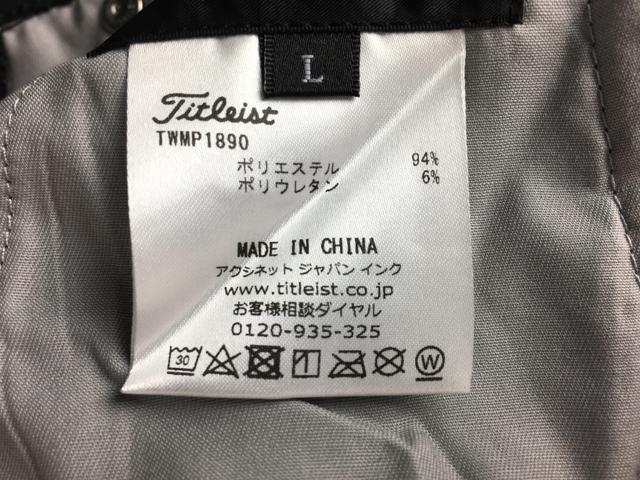 L
Titleist
TWMP1890
ポリエステル 94%
ポリウレタン 6%
MADE IN CHINA
アクシネット ジャパン インク
www.titleist.co.jp
お客様相談ダイヤル
0120-935-325
30 W